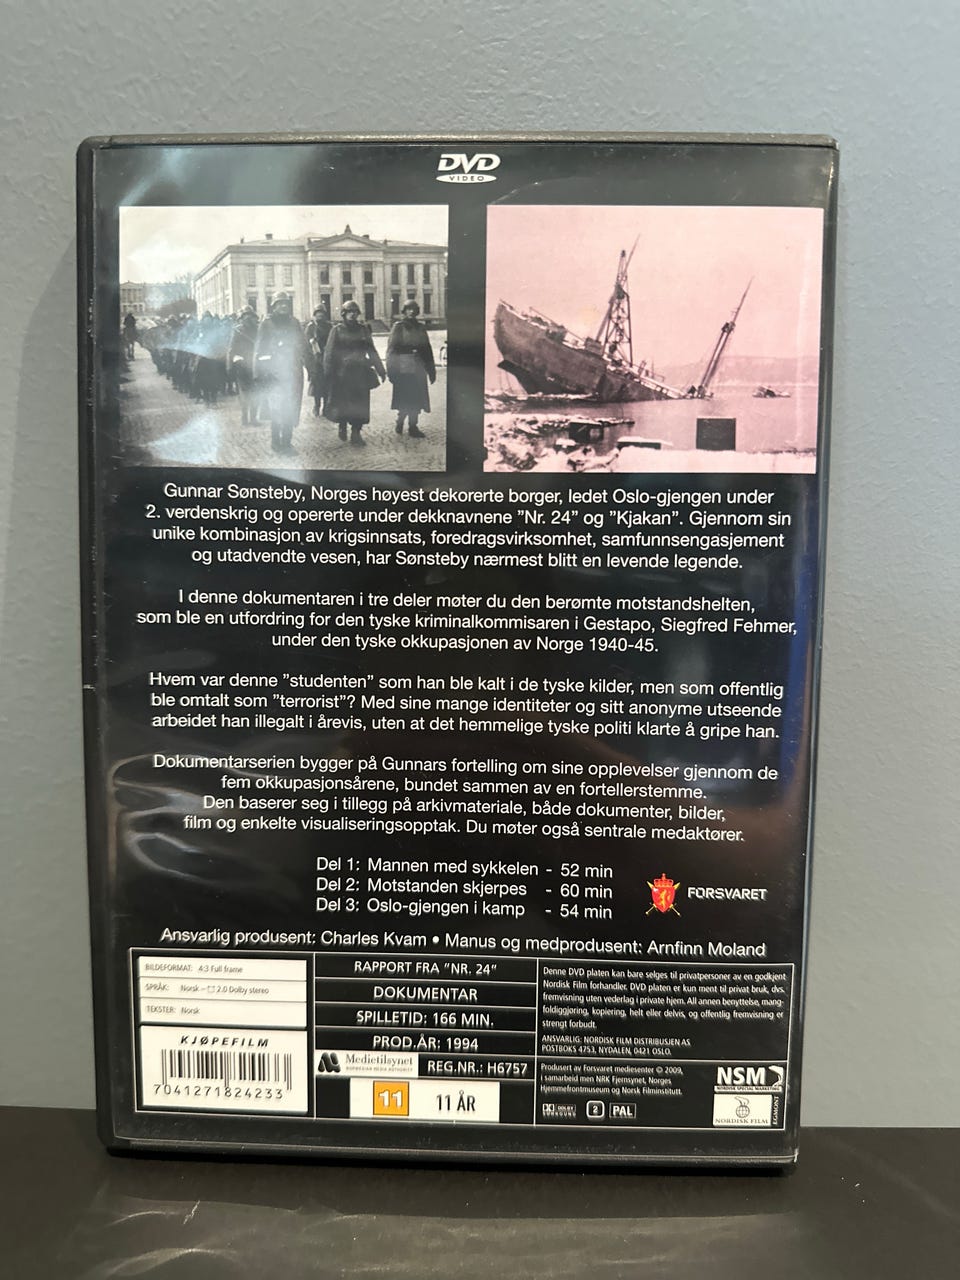 DVD
VIDEO
Gunnar Sønsteby, Norges høyest dekorerte borger, ledet Oslo-gjengen under
2. verdenskrig og opererte under dekknavnene ”Nr. 24” og ”Kjakan”. Gjennom sin
unike kombinasjon av krigsinnsats, foredragsvirksomhet, samfunnsengasjement
og utadvendte vesen, har Sønsteby nærmest blitt en levende legende.
I denne dokumentaren i tre deler møter du den berømte motstandshelten,
som ble en utfordring for den tyske kriminalkommisaren i Gestapo, Siegfred Fehmer,
under den tyske okkupasjonen av Norge 1940-45.
Hvem var denne ”studenten” som han ble kalt i de tyske kilder, men som offentlig
ble omtalt som ”terrorist”? Med sine mange identiteter og sitt anonyme utseende
arbeidet han illegalt i årevis, uten at det hemmelige tyske politi klarte å gripe han.
Dokumentarserien bygger på Gunnars fortelling om sine opplevelser gjennom de
fem okkupasjonsårene, bundet sammen av en fortellerstemme.
Den baserer seg i tillegg på arkivmateriale, både dokumenter, bilder,
film og enkelte visualiseringsopptak. Du møter også sentrale medaktører.
Del 1: Mannen med sykkelen - 52 min
Del 2: Motstanden skjerpes - 60 min
Del 3: Oslo-gjengen i kamp - 54 min
FORSVARET
Ansvarlig produsent: Charles Kvam • Manus og medprodusent: Arnfinn Moland
BILDEFORMAT: 4:3 Full frame
SPRÅK: Norsk – 2.0 Dolby stereo
TEKSTER: Norsk
KJØPEFILM
7041271824233
RAPPORT FRA ”NR. 24”
DOKUMENTAR
SPILLETID: 166 MIN.
PROD.ÅR: 1994
Medietilsynet
NORWEGIAN MEDIA AUTHORITY
REG.NR.: H6757
11
11 ÅR
Denne DVD platen kan bare selges til privatpersoner av en godkjent
Nordisk Film forhandler. DVD platen er kun ment til privat bruk, dvs.
fremvisning uten vederlag i private hjem. All annen benyttelse, mang-
foldiggjøring, kopiering, helt eller delvis, og offentlig fremvisning er
strengt forbudt.
ANSVARLIG: NORDISK FILM DISTRIBUSJEN AS
POSTBOKS 4753, NYDALEN, 0421 OSLO.
Produsert av Forsvaret mediesenter © 2009,
i samarbeid med NRK Fjernsynet, Norges
Hjemmefrontmuseum og Norsk Filminstitutt.
DOLBY
SURROUND
2
PAL
NSM
NORDISK SPECIAL MARKETING
NORDISK FILM
EGMONT